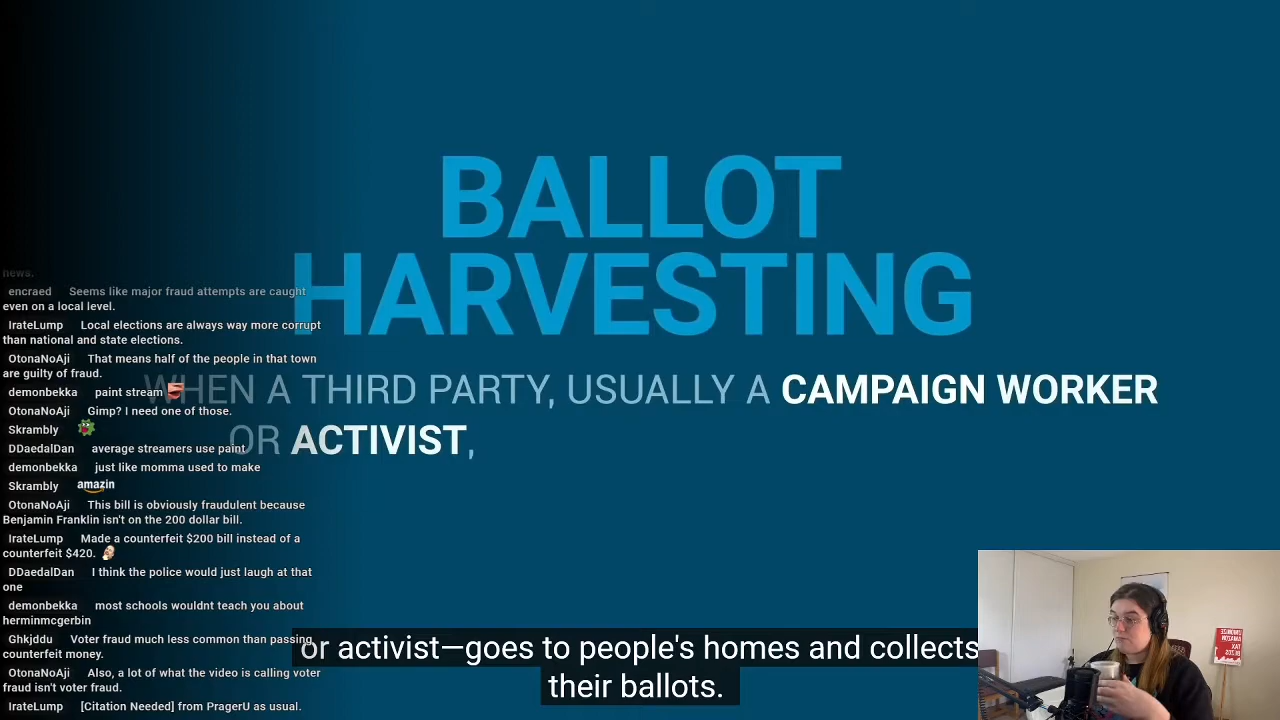 BALLOT
HARVESTING
WHEN A THIRD PARTY, USUALLY A CAMPAIGN WORKER
OR ACTIVIST,
news.
encraed Seems like major fraud attempts are caught
even on a local level.
IrateLump Local elections are always way more corrupt
than national and state elections.
OtonaNoAji That means half of the people in that town
are guilty of fraud.
demonbekka paint stream
OtonaNoAji Gimp? I need one of those.
Skrambly
DDaedalDan average streamers use paint
demonbekka just like momma used to make
Skrambly amazin
OtonaNoAji This bill is obviously fraudulent because
Benjamin Franklin isn't on the 200 dollar bill.
IrateLump Made a counterfeit $200 bill instead of a
counterfeit $420.
DDaedalDan I think the police would just laugh at that
one
demonbekka most schools wouldnt teach you about
herminmcgerbin
Ghkjddu Voter fraud much less common than passing
counterfeit money.
OtonaNoAji Also, a lot of what the video is calling voter
fraud isn't voter fraud.
IrateLump [Citation Needed] from PragerU as usual.
or activist—goes to people's homes and collects
their ballots.